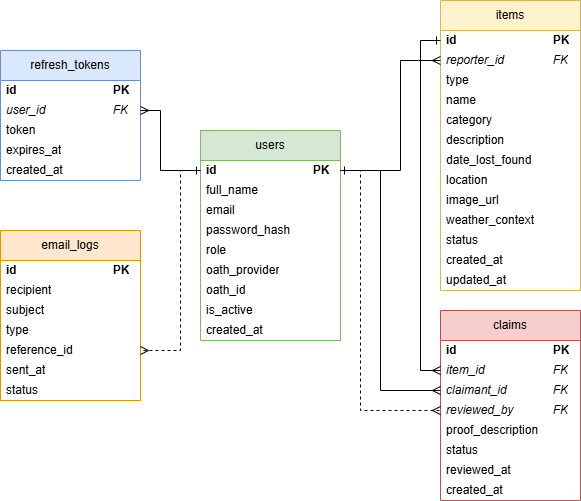 refresh_tokens
id PK
user_id FK
token
expires_at
created_at
email_logs
id PK
recipient
subject
type
reference_id
sent_at
status
users
id PK
full_name
email
password_hash
role
oath_provider
oath_id
is_active
created_at
items
id PK
reporter_id FK
type
name
category
description
date_lost_found
location
image_url
weather_context
status
created_at
updated_at
claims
id PK
item_id FK
claimant_id FK
reviewed_by FK
proof_description
status
reviewed_at
created_at